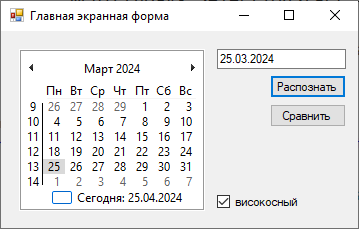 Главная экранная форма
Март 2024
Пн Вт Ср Чт Пт Сб Вс
9 26 27 28 29 1 2 3
10 4 5 6 7 8 9 10
11 11 12 13 14 15 16 17
12 18 19 20 21 22 23 24
13 25 26 27 28 29 30 31
14 1 2 3 4 5 6 7
Сегодня: 25.04.2024
25.03.2024
Распознать
Сравнить
високосный